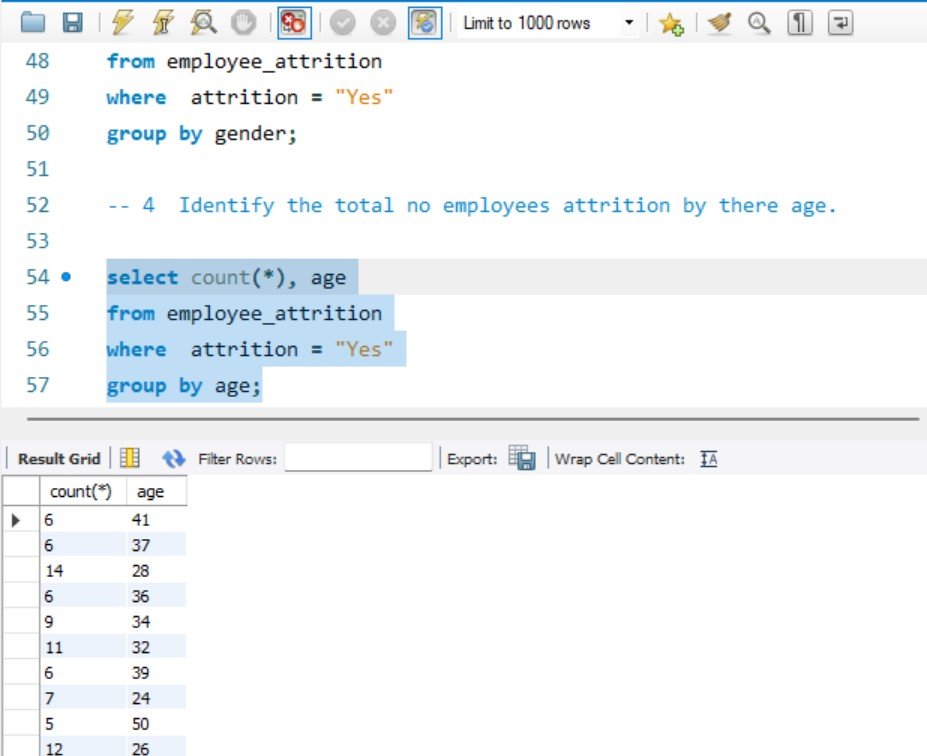 Limit to 1000 rows
48 from employee_attrition
49 where  attrition = "Yes"
50 group by gender;
51
52 -- 4  Identify the total no employees attrition by there age.
53
54 select count(*), age
55 from employee_attrition
56 where  attrition = "Yes"
57 group by age;
Result Grid Filter Rows: Export: Wrap Cell Content: IA
count(*) age
6 41
6 37
14 28
6 36
9 34
11 32
6 39
7 24
5 50
12 26